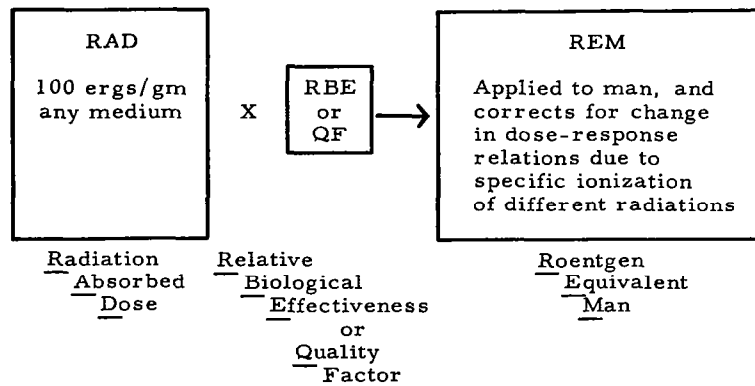 RAD
100 ergs/gm
any medium
X
RBE
or
QF
REM
Applied to man, and
corrects for change
in dose-response
relations due to
specific ionization
of different radiations
Radiation
Absorbed
Dose
Relative
Biological
Effectiveness
or
Quality
Factor
Roentgen
Equivalent
Man